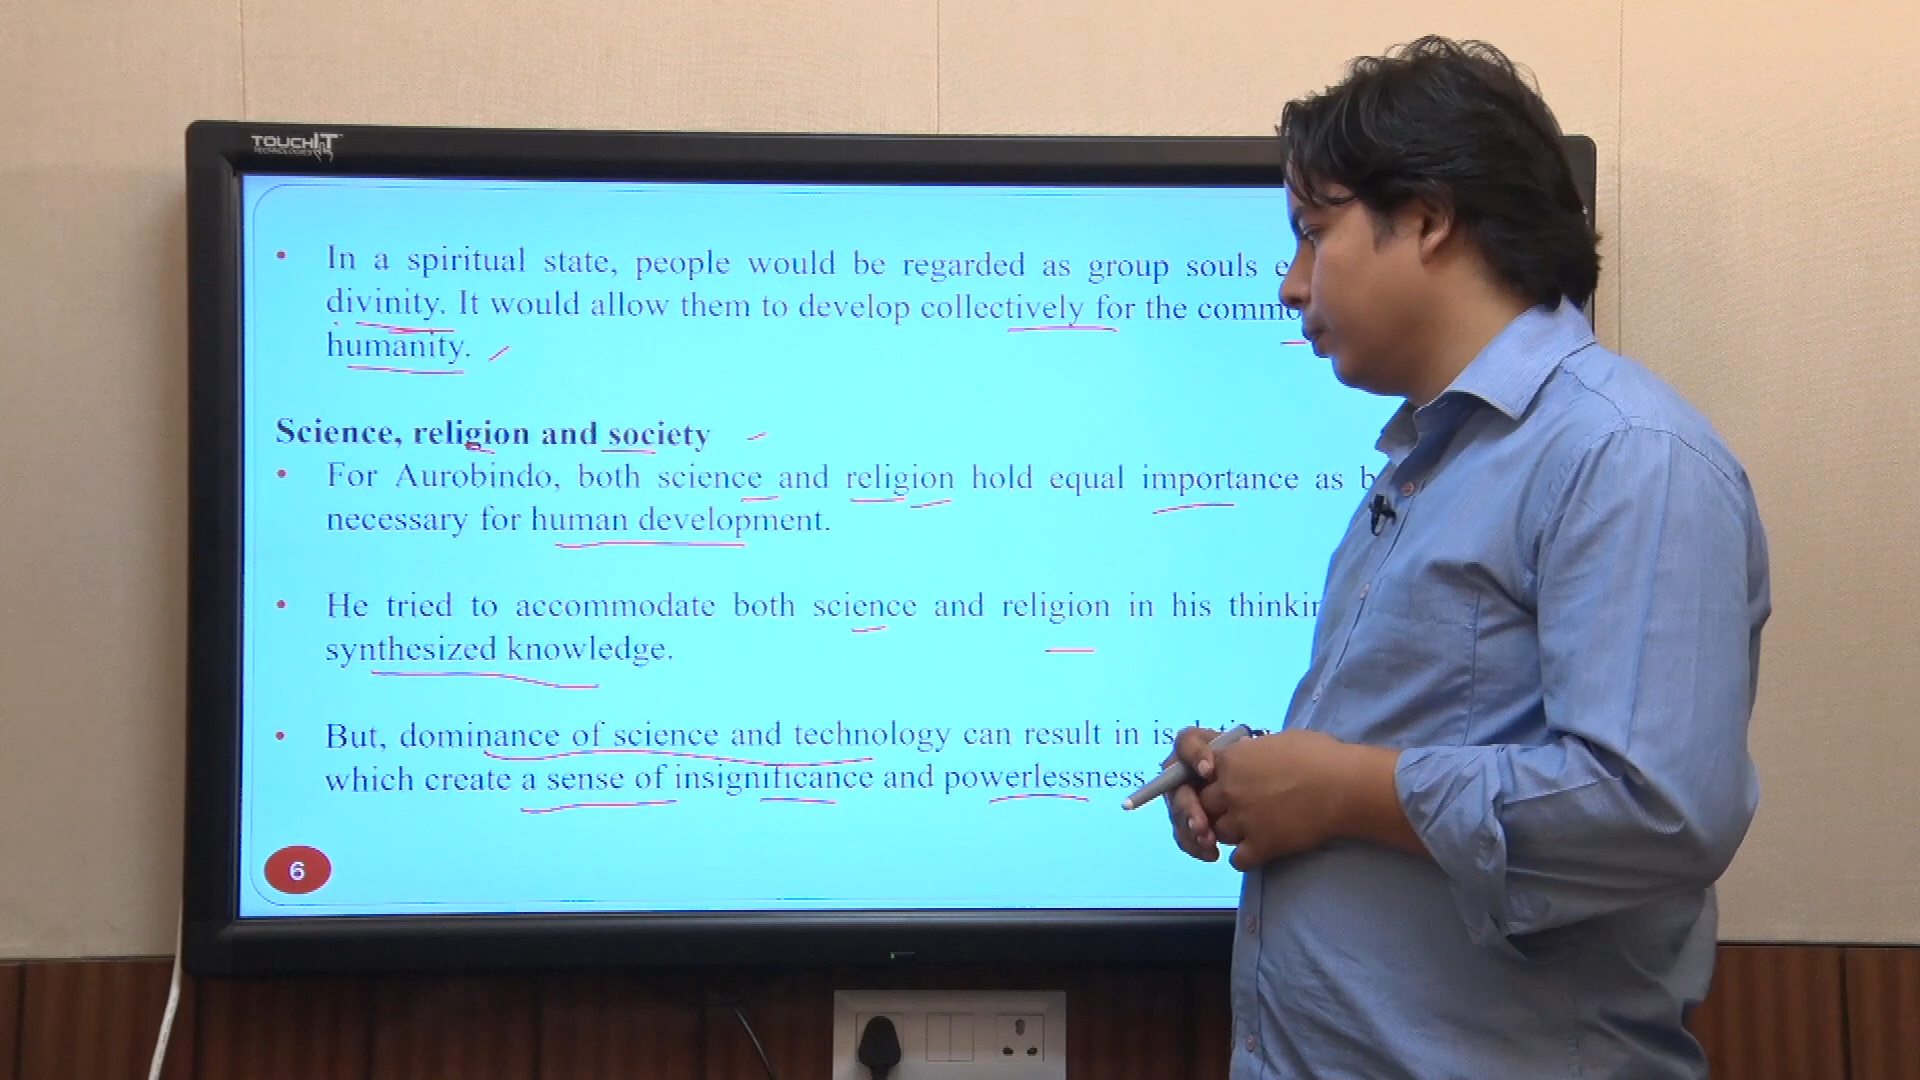 TOUCHIT
TECHNOLOGIES
• In a spiritual state, people would be regarded as group souls
divinity. It would allow them to develop collectively for the
humanity.
Science, religion and society
• For Aurobindo, both science and religion hold equal importance as
necessary for human development.
• He tried to accommodate both science and religion in his
synthesized knowledge.
• But, dominance of science and technology can result in
which create a sense of insignificance and powerlessness
6